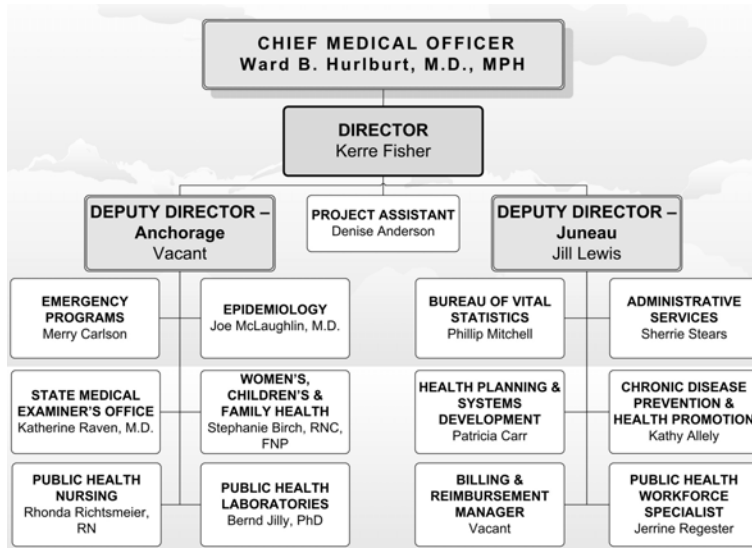 CHIEF MEDICAL OFFICER
Ward B. Hurlburt, M.D., MPH
DIRECTOR
Kerre Fisher
DEPUTY DIRECTOR –
Anchorage
Vacant
PROJECT ASSISTANT
Denise Anderson
DEPUTY DIRECTOR –
Juneau
Jill Lewis
EMERGENCY
PROGRAMS
Merry Carlson
EPIDEMIOLOGY
Joe McLaughlin, M.D.
BUREAU OF VITAL
STATISTICS
Phillip Mitchell
ADMINISTRATIVE
SERVICES
Sherrie Stears
STATE MEDICAL
EXAMINER'S OFFICE
Katherine Raven, M.D.
WOMEN'S,
CHILDREN'S &
FAMILY HEALTH
Stephanie Birch, RNC,
FNP
HEALTH PLANNING &
SYSTEMS
DEVELOPMENT
Patricia Carr
CHRONIC DISEASE
PREVENTION &
HEALTH PROMOTION
Kathy Allely
PUBLIC HEALTH
NURSING
Rhonda Richtsmeier,
RN
PUBLIC HEALTH
LABORATORIES
Bernd Jilly, PhD
BILLING &
REIMBURSEMENT
MANAGER
Vacant
PUBLIC HEALTH
WORKFORCE
SPECIALIST
Jerrine Regester